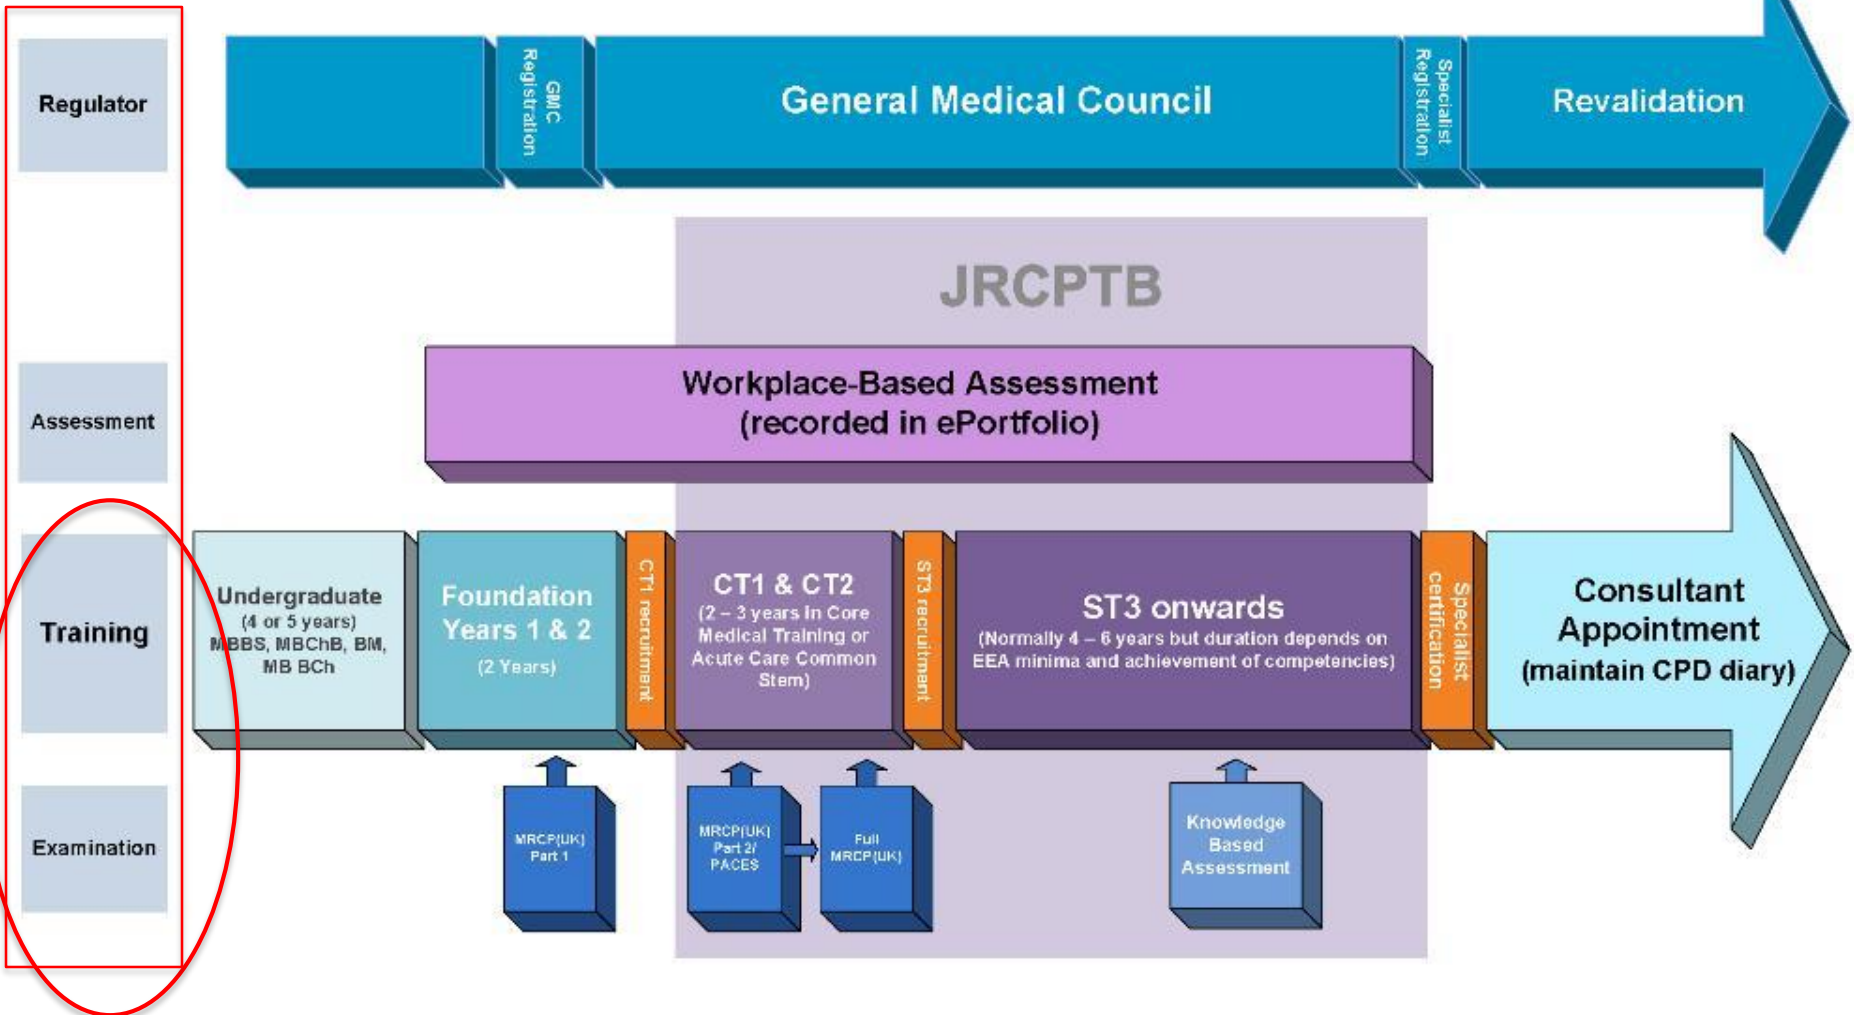 Regulator
GMC
Registration
General Medical Council
Specialist
Registration
Revalidation
JRCPTB
Assessment
Workplace-Based Assessment
(recorded in ePortfolio)
Training
Undergraduate
(4 or 5 years)
MBBS, MBChB, BM,
MB BCh
Foundation
Years 1 & 2
(2 Years)
CT1 recruitment
CT1 & CT2
(2 – 3 years in Core
Medical Training or
Acute Care Common
Stem)
ST3 recruitment
ST3 onwards
(Normally 4 – 6 years but duration depends on
EEA minima and achievement of competencies)
Specialist
certification
Consultant
Appointment
(maintain CPD diary)
Examination
MRCP(UK)
Part 1
MRCP(UK)
Part 2/
PACES
Full
MRCP(UK)
Knowledge
Based
Assessment